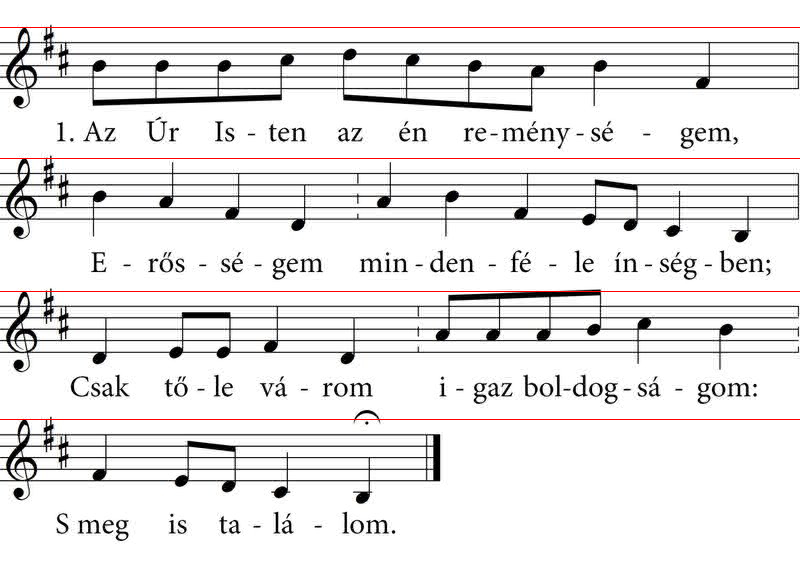 1. Az Úr Is - ten az én re - mény - sé - gem,
E - rős - sé - gem min - den - fé - le ín - ség - ben;
Csak tő - le vá - rom i - gaz bol - dog - sá - gom:
S meg is ta - lá - lom.